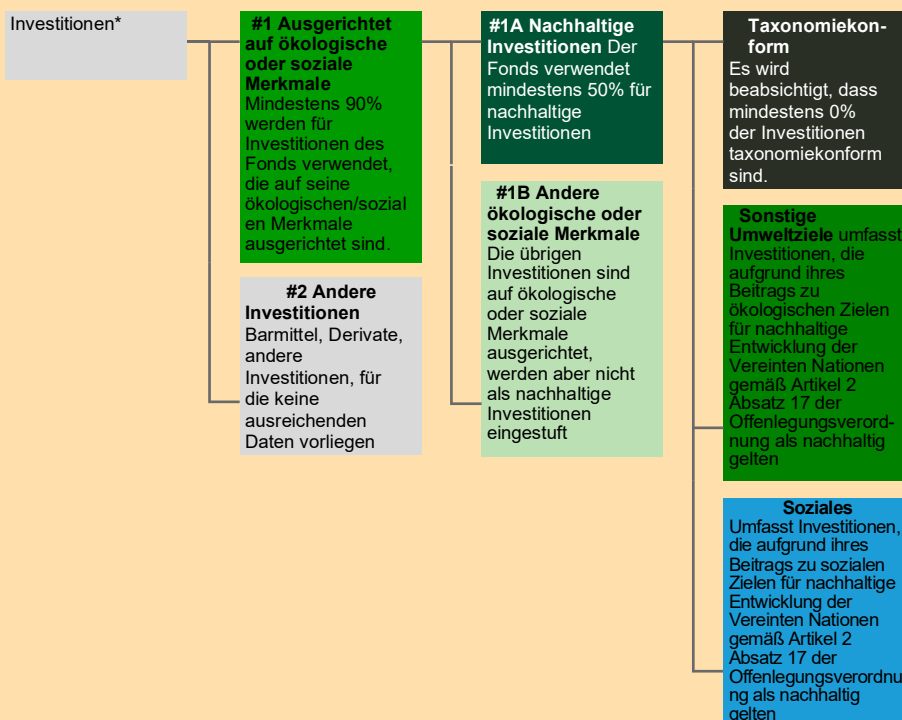 Investitionen*
#1 Ausgerichtet
auf ökologische
oder soziale
Merkmale
Mindestens 90%
werden für
Investitionen des
Fonds verwendet,
die auf seine
ökologischen/sozial
en Merkmale
ausgerichtet sind.
#2 Andere
Investitionen
Barmittel, Derivate,
andere
Investitionen, für
die keine
ausreichenden
Daten vorliegen
#1A Nachhaltige
Investitionen Der
Fonds verwendet
mindestens 50% für
nachhaltige
Investitionen
#1B Andere
ökologische oder
soziale Merkmale
Die übrigen
Investitionen sind
auf ökologische
oder soziale
Merkmale
ausgerichtet,
werden aber nicht
als nachhaltige
Investitionen
eingestuft
Taxonomiekon-
form
Es wird
beabsichtigt, dass
mindestens 0%
der Investitionen
taxonomiekonform
sind.
Sonstige
Umweltziele umfasst
Investitionen, die
aufgrund ihres
Beitrags zu
ökologischen Zielen
für nachhaltige
Entwicklung der
Vereinten Nationen
gemäß Artikel 2
Absatz 17 der
Offenlegungsverord-
nung als nachhaltig
gelten
Soziales
Umfasst Investitionen,
die aufgrund ihres
Beitrags zu sozialen
Zielen für nachhaltige
Entwicklung der
Vereinten Nationen
gemäß Artikel 2
Absatz 17 der
Offenlegungsverordnu
ng als nachhaltig
gelten